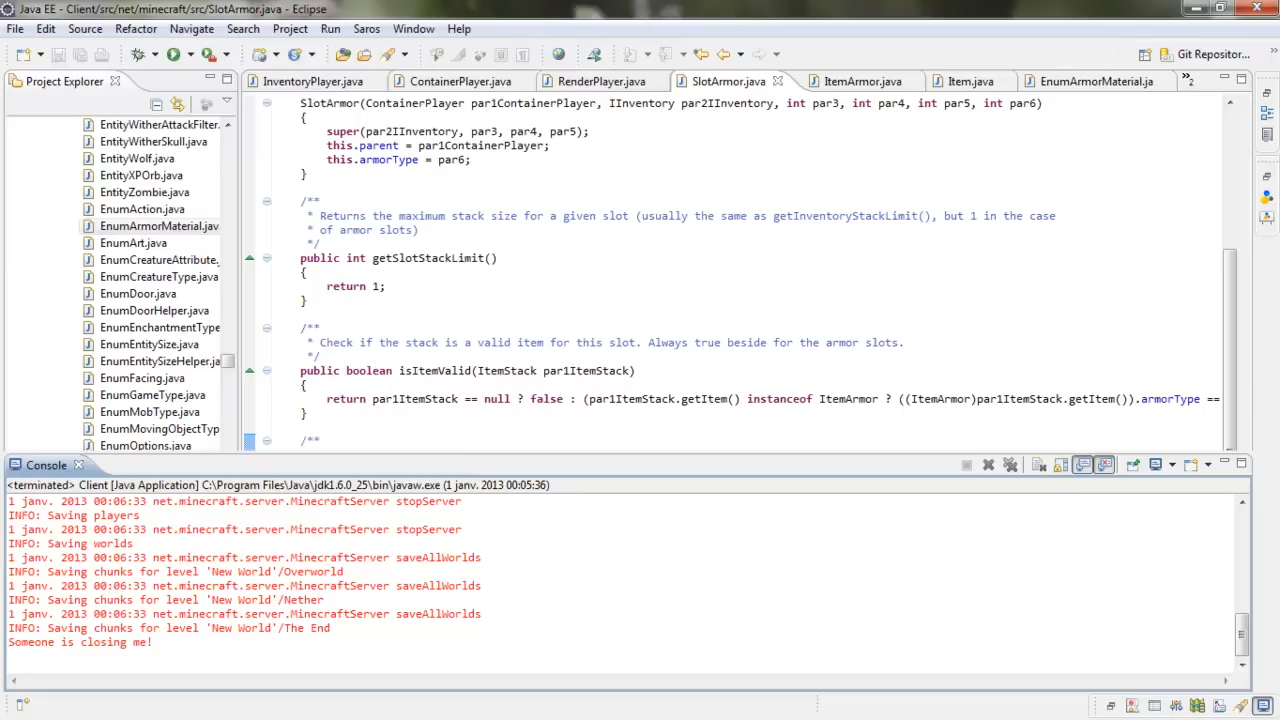 Java EE - Client/src/net/minecraft/src/SlotArmor.java - Eclipse
File Edit Source Refactor Navigate Search Project Run Saros Window Help
Git Repositor...
Project Explorer
InventoryPlayer.java ContainerPlayer.java RenderPlayer.java SlotArmor.java ItemArmor.java Item.java EnumArmorMaterial.ja »2
EntityWitherAttackFilter.
EntityWitherSkull.java
EntityWolf.java
EntityXPOrb.java
EntityZombie.java
EnumAction.java
EnumArmorMaterial.java
EnumArt.java
EnumCreatureAttribute.
EnumCreatureType.java
EnumDoor.java
EnumDoorHelper.java
EnumEnchantmentType
EnumEntitySize.java
EnumEntitySizeHelper.ja
EnumFacing.java
EnumGameType.java
EnumMobType.java
EnumMovingObjectTyp
EnumOptions.java
SlotArmor(ContainerPlayer par1ContainerPlayer, IInventory par2IInventory, int par3, int par4, int par5, int par6)
{
super(par2IInventory, par3, par4, par5);
this.parent = par1ContainerPlayer;
this.armorType = par6;
}
/**
* Returns the maximum stack size for a given slot (usually the same as getInventoryStackLimit(), but 1 in the case
* of armor slots)
*/
public int getSlotStackLimit()
{
return 1;
}
/**
* Check if the stack is a valid item for this slot. Always true beside for the armor slots.
*/
public boolean isItemValid(ItemStack par1ItemStack)
{
return par1ItemStack == null ? false : (par1ItemStack.getItem() instanceof ItemArmor ? ((ItemArmor)par1ItemStack.getItem()).armorType ==
}
/**
Console
<terminated> Client [Java Application] C:\Program Files\Java\jdk1.6.0_25\bin\javaw.exe (1 janv. 2013 00:05:36)
1 janv. 2013 00:06:33 net.minecraft.server.MinecraftServer stopServer
INFO: Saving players
1 janv. 2013 00:06:33 net.minecraft.server.MinecraftServer stopServer
INFO: Saving worlds
1 janv. 2013 00:06:33 net.minecraft.server.MinecraftServer saveAllWorlds
INFO: Saving chunks for level 'New World'/Overworld
1 janv. 2013 00:06:33 net.minecraft.server.MinecraftServer saveAllWorlds
INFO: Saving chunks for level 'New World'/Nether
1 janv. 2013 00:06:33 net.minecraft.server.MinecraftServer saveAllWorlds
INFO: Saving chunks for level 'New World'/The End
Someone is closing me!